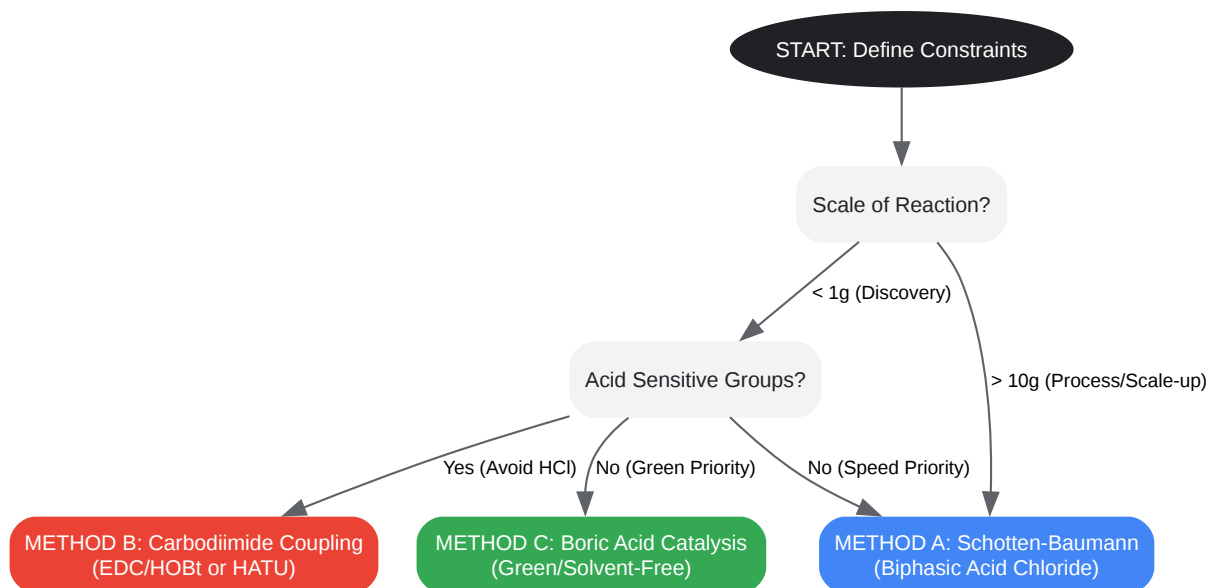 START: Define Constraints
Scale of Reaction?
< 1g (Discovery)
Acid Sensitive Groups?
> 10g (Process/Scale-up)
Yes (Avoid HCl)
No (Green Priority)
No (Speed Priority)
METHOD B: Carbodiimide Coupling
(EDC/HOBt or HATU)
METHOD C: Boric Acid Catalysis
(Green/Solvent-Free)
METHOD A: Schotten-Baumann
(Biphasic Acid Chloride)